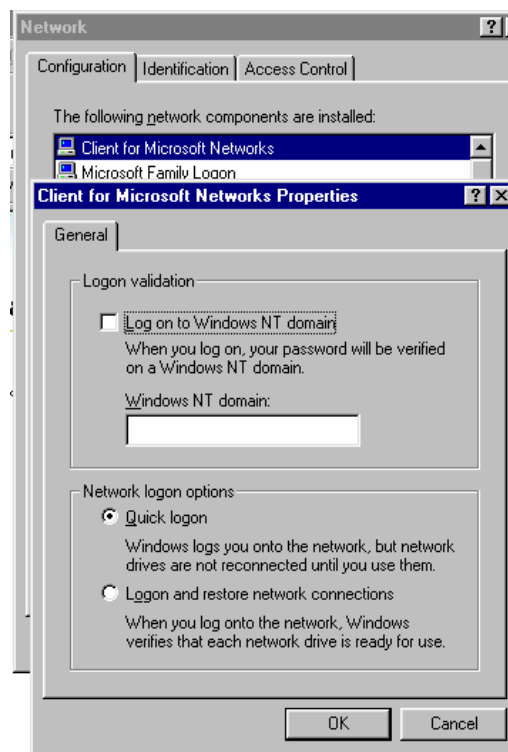 Network
Configuration Identification Access Control
The following network components are installed:
Client for Microsoft Networks
Microsoft Family Logon
Client for Microsoft Networks Properties
General
Logon validation
Log on to Windows NT domain
When you log on, your password will be verified
on a Windows NT domain.
Windows NT domain:
Network logon options
Quick logon
Windows logs you onto the network, but network
drives are not reconnected until you use them.
Logon and restore network connections
When you log onto the network, Windows
verifies that each network drive is ready for use.
OK Cancel